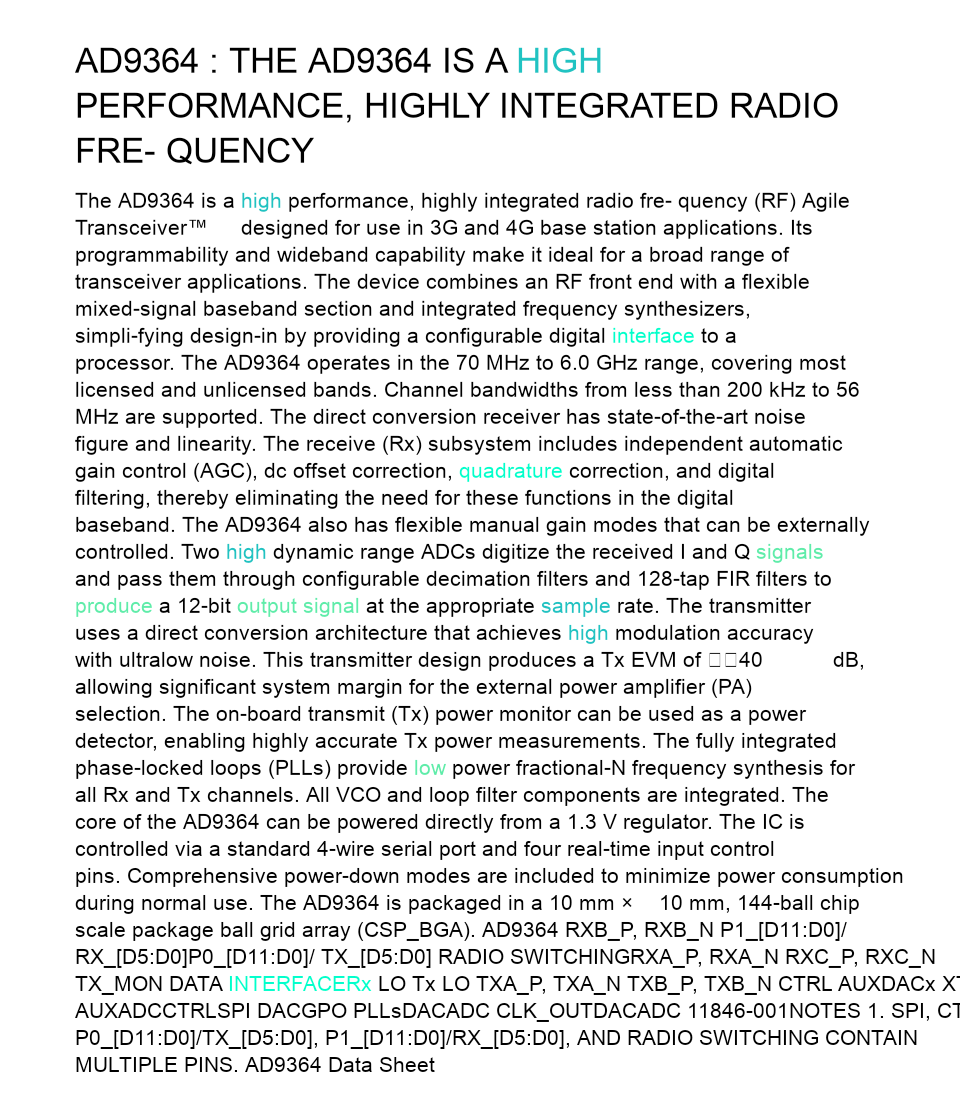 AD9364 : THE AD9364 IS A HIGH
PERFORMANCE, HIGHLY INTEGRATED RADIO
FRE- QUENCY
The AD9364 is a high performance, highly integrated radio fre- quency (RF) Agile
Transceiver™ designed for use in 3G and 4G base station applications. Its
programmability and wideband capability make it ideal for a broad range of
transceiver applications. The device combines an RF front end with a flexible
mixed-signal baseband section and integrated frequency synthesizers,
simpli-fying design-in by providing a configurable digital interface to a
processor. The AD9364 operates in the 70 MHz to 6.0 GHz range, covering most
licensed and unlicensed bands. Channel bandwidths from less than 200 kHz to 56
MHz are supported. The direct conversion receiver has state-of-the-art noise
figure and linearity. The receive (Rx) subsystem includes independent automatic
gain control (AGC), dc offset correction, quadrature correction, and digital
filtering, thereby eliminating the need for these functions in the digital
baseband. The AD9364 also has flexible manual gain modes that can be externally
controlled. Two high dynamic range ADCs digitize the received I and Q signals
and pass them through configurable decimation filters and 128-tap FIR filters to
produce a 12-bit output signal at the appropriate sample rate. The transmitter
uses a direct conversion architecture that achieves high modulation accuracy
with ultralow noise. This transmitter design produces a Tx EVM of □□40 dB,
allowing significant system margin for the external power amplifier (PA)
selection. The on-board transmit (Tx) power monitor can be used as a power
detector, enabling highly accurate Tx power measurements. The fully integrated
phase-locked loops (PLLs) provide low power fractional-N frequency synthesis for
all Rx and Tx channels. All VCO and loop filter components are integrated. The
core of the AD9364 can be powered directly from a 1.3 V regulator. The IC is
controlled via a standard 4-wire serial port and four real-time input control
pins. Comprehensive power-down modes are included to minimize power consumption
during normal use. The AD9364 is packaged in a 10 mm × 10 mm, 144-ball chip
scale package ball grid array (CSP_BGA). AD9364 RXB_P, RXB_N P1_[D11:D0]/
RX_[D5:D0]P0_[D11:D0]/ TX_[D5:D0] RADIO SWITCHINGRXA_P, RXA_N RXC_P, RXC_N
TX_MON DATA INTERFACERx LO Tx LO TXA_P, TXA_N TXB_P, TXB_N CTRL AUXDACx
AUXADCCTRLSPI DACGPO PLLsDACADC CLK_OUTDACADC 11846-001NOTES 1. SPI,
P0_[D11:D0]/TX_[D5:D0], P1_[D11:D0]/RX_[D5:D0], AND RADIO SWITCHING CONTAIN
MULTIPLE PINS. AD9364 Data Sheet